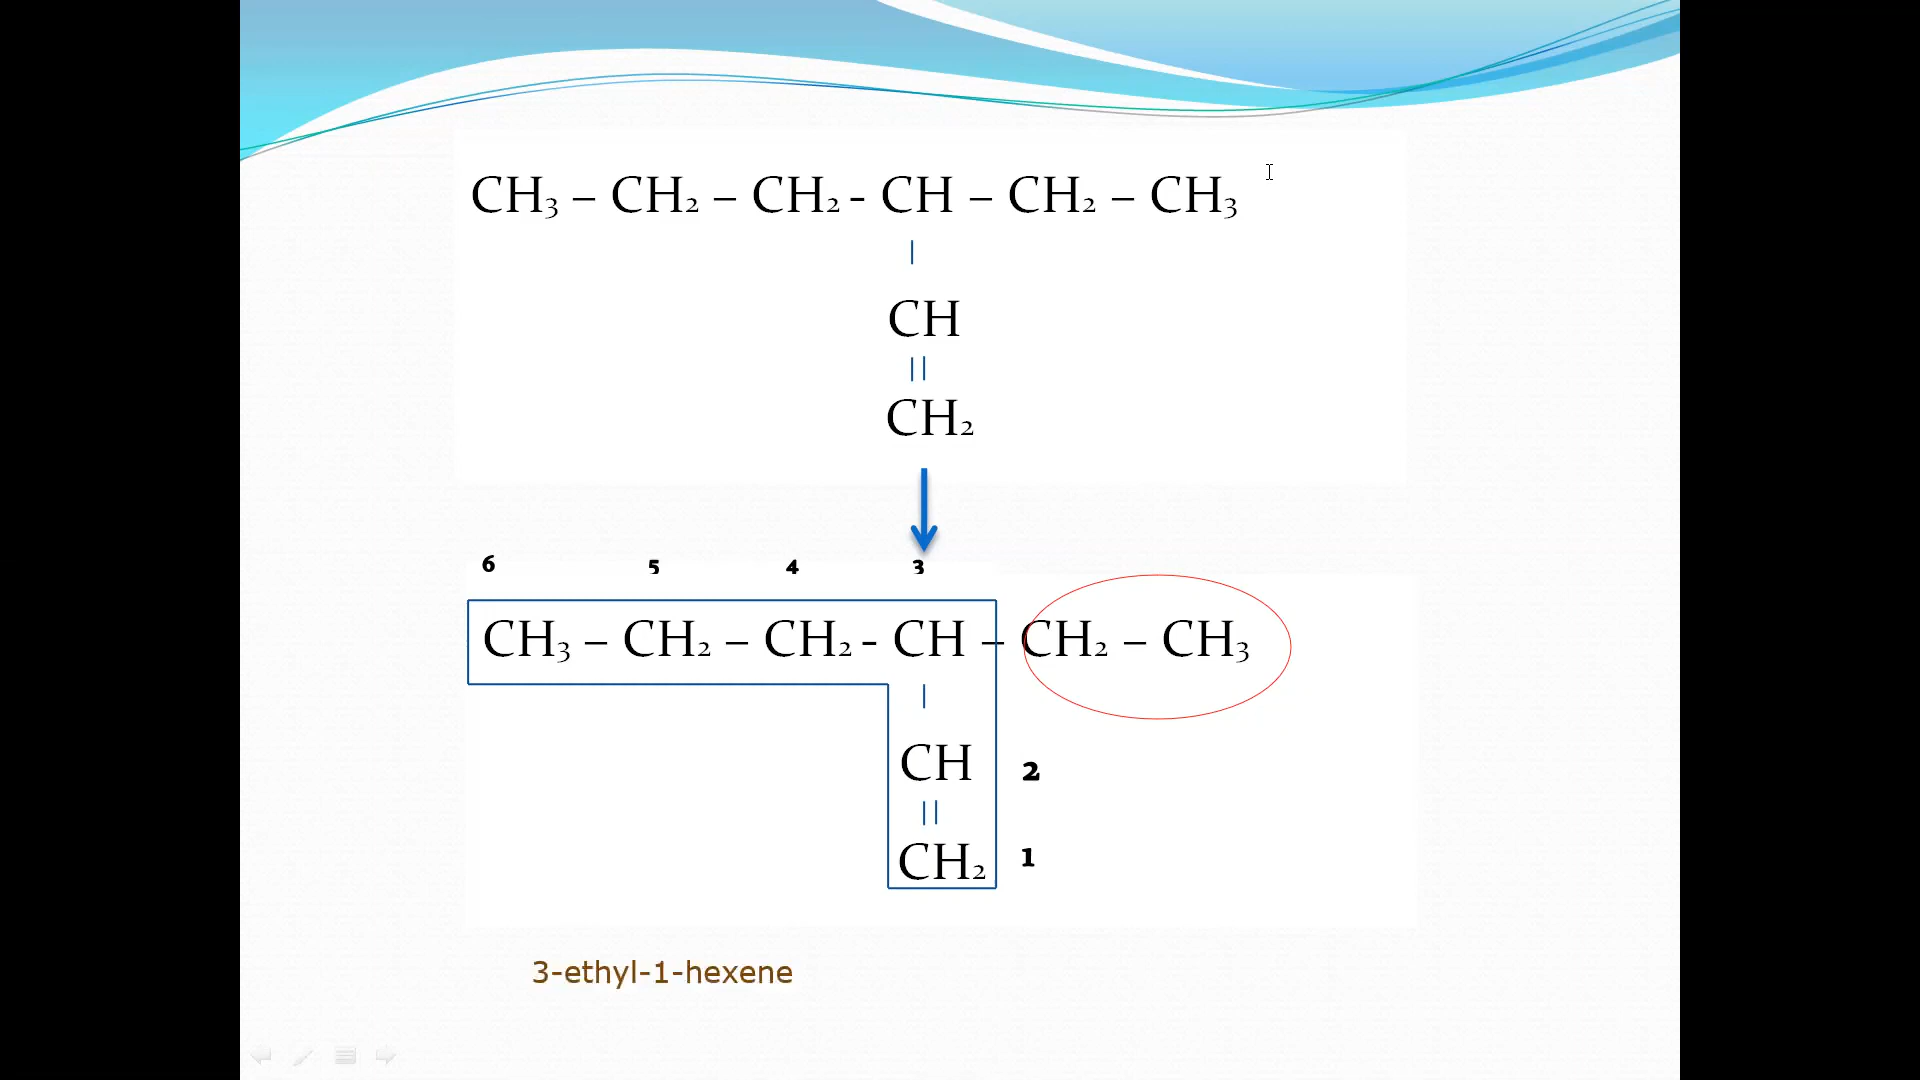 CH₃ – CH₂ – CH₂ - CH – CH₂ – CH₃
|
CH
||
CH₂
6 5 4 3
CH₃ – CH₂ – CH₂ - CH – CH₂ – CH₃
|
CH 2
||
CH₂ 1
3-ethyl-1-hexene